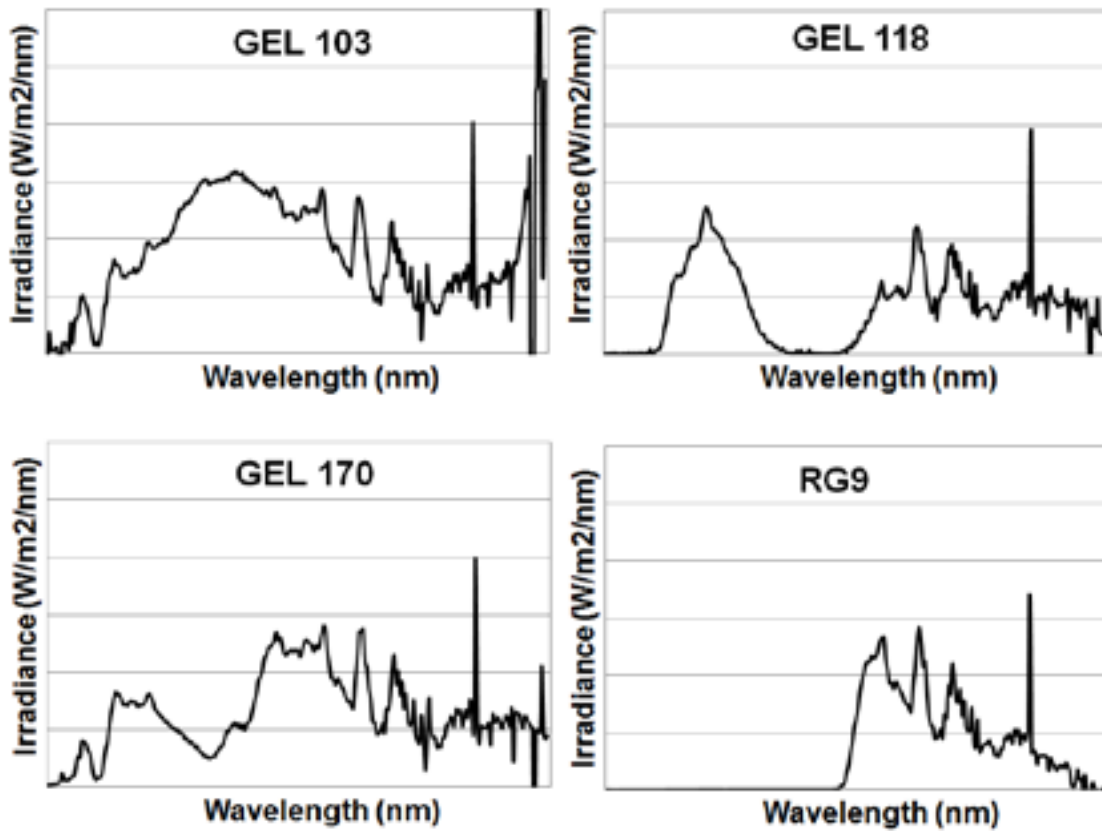 GEL 103
Irradiance (W/m2/nm)
Wavelength (nm)
GEL 118
Irradiance (W/m2/nm)
Wavelength (nm)
GEL 170
Irradiance (W/m2/nm)
Wavelength (nm)
RG9
Irradiance (W/m2/nm)
Wavelength (nm)